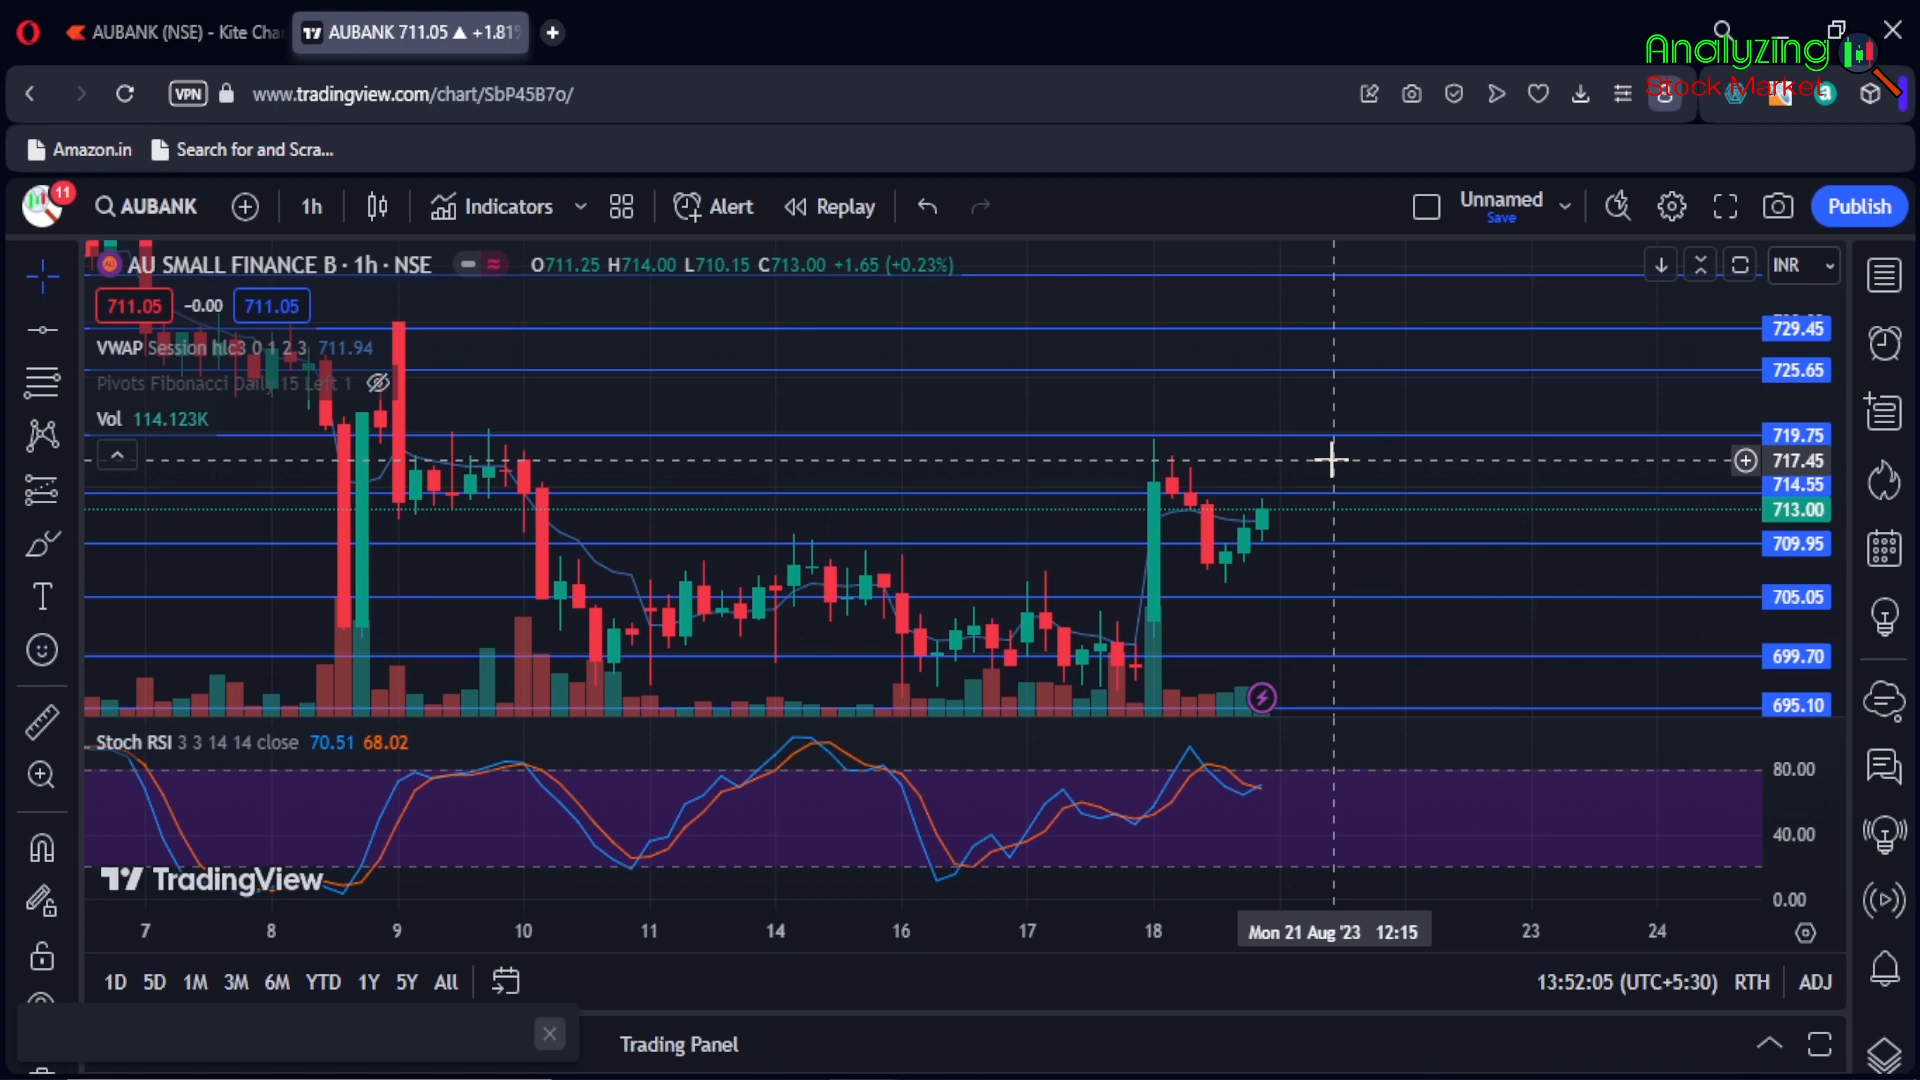 AUBANK (NSE) - Kite Cha
AUBANK 711.05 ▲ +1.81%
Analyzing
Stock Market
VPN
www.tradingview.com/chart/SbP45B7o/
Amazon.in
Search for and Scra...
11
AUBANK
1h
Indicators
Alert
Replay
Unnamed
Save
Publish
AU SMALL FINANCE B · 1h · NSE
O711.25 H714.00 L710.15 C713.00 +1.65 (+0.23%)
INR
711.05
-0.00
711.05
VWAP Session hlc3 0 1 2 3 711.94
Pivots Fibonacci Daily 15 Left 1
Vol 114.123K
729.45
725.65
719.75
717.45
714.55
713.00
709.95
705.05
699.70
695.10
Stoch RSI 3 3 14 14 close 70.51 68.02
80.00
40.00
0.00
TradingView
7 8 9 10 11 14 16 17 18 Mon 21 Aug '23 12:15 23 24
1D 5D 1M 3M 6M YTD 1Y 5Y All
13:52:05 (UTC+5:30) RTH ADJ
Trading Panel